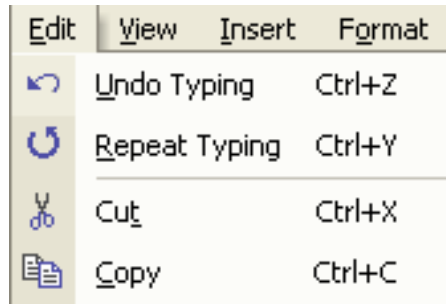 Edit View Insert Format
Undo Typing Ctrl+Z
Repeat Typing Ctrl+Y
Cut Ctrl+X
Copy Ctrl+C